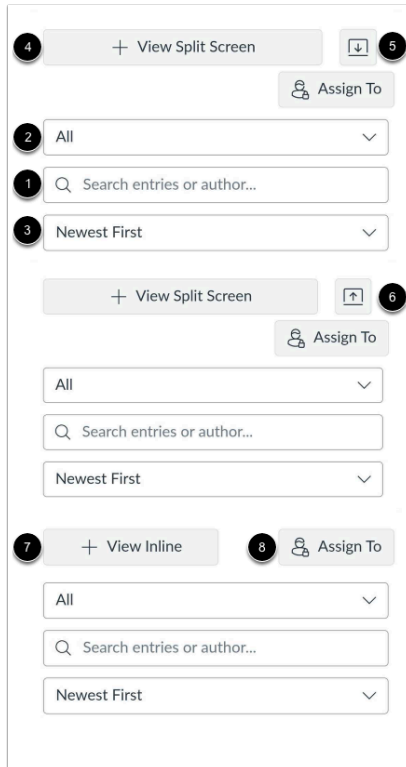 4 + View Split Screen 5
Assign To
2 All
1 Search entries or author...
3 Newest First
+ View Split Screen 6
Assign To
All
Search entries or author...
Newest First
7 + View Inline 8 Assign To
All
Search entries or author...
Newest First